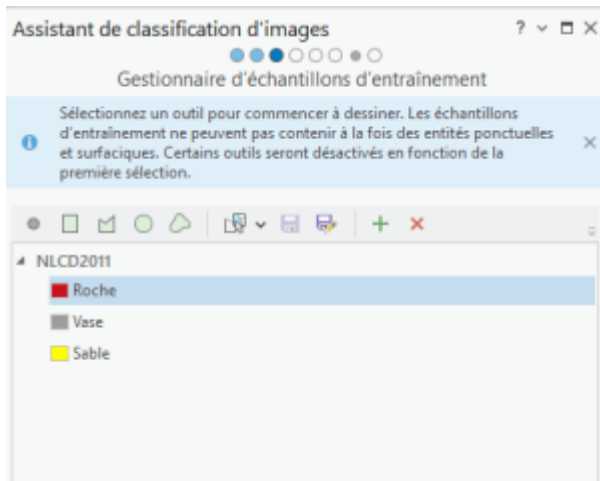 Assistant de classification d'images
Gestionnaire d'échantillons d'entraînement
Sélectionnez un outil pour commencer à dessiner. Les échantillons
d'entraînement ne peuvent pas contenir à la fois des entités ponctuelles
et surfaciques. Certains outils seront désactivés en fonction de la
première sélection.
NLCD2011
Roche
Vase
Sable